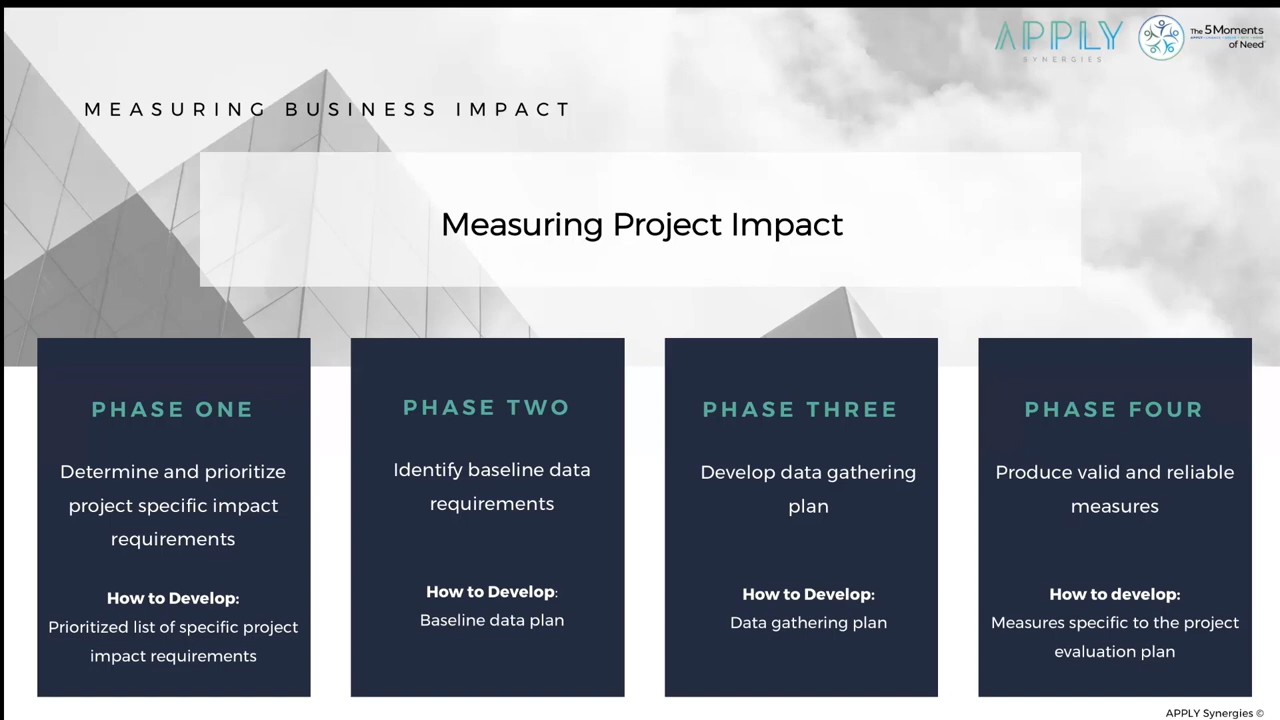 APPLY
SYNERGIES
The 5 Moments
of Need
MEASURING BUSINESS IMPACT
Measuring Project Impact
PHASE ONE
Determine and prioritize
project specific impact
requirements
How to Develop:
Prioritized list of specific project
impact requirements
PHASE TWO
Identify baseline data
requirements
How to Develop:
Baseline data plan
PHASE THREE
Develop data gathering
plan
How to Develop:
Data gathering plan
PHASE FOUR
Produce valid and reliable
measures
How to develop:
Measures specific to the project
evaluation plan
APPLY Synergies ©